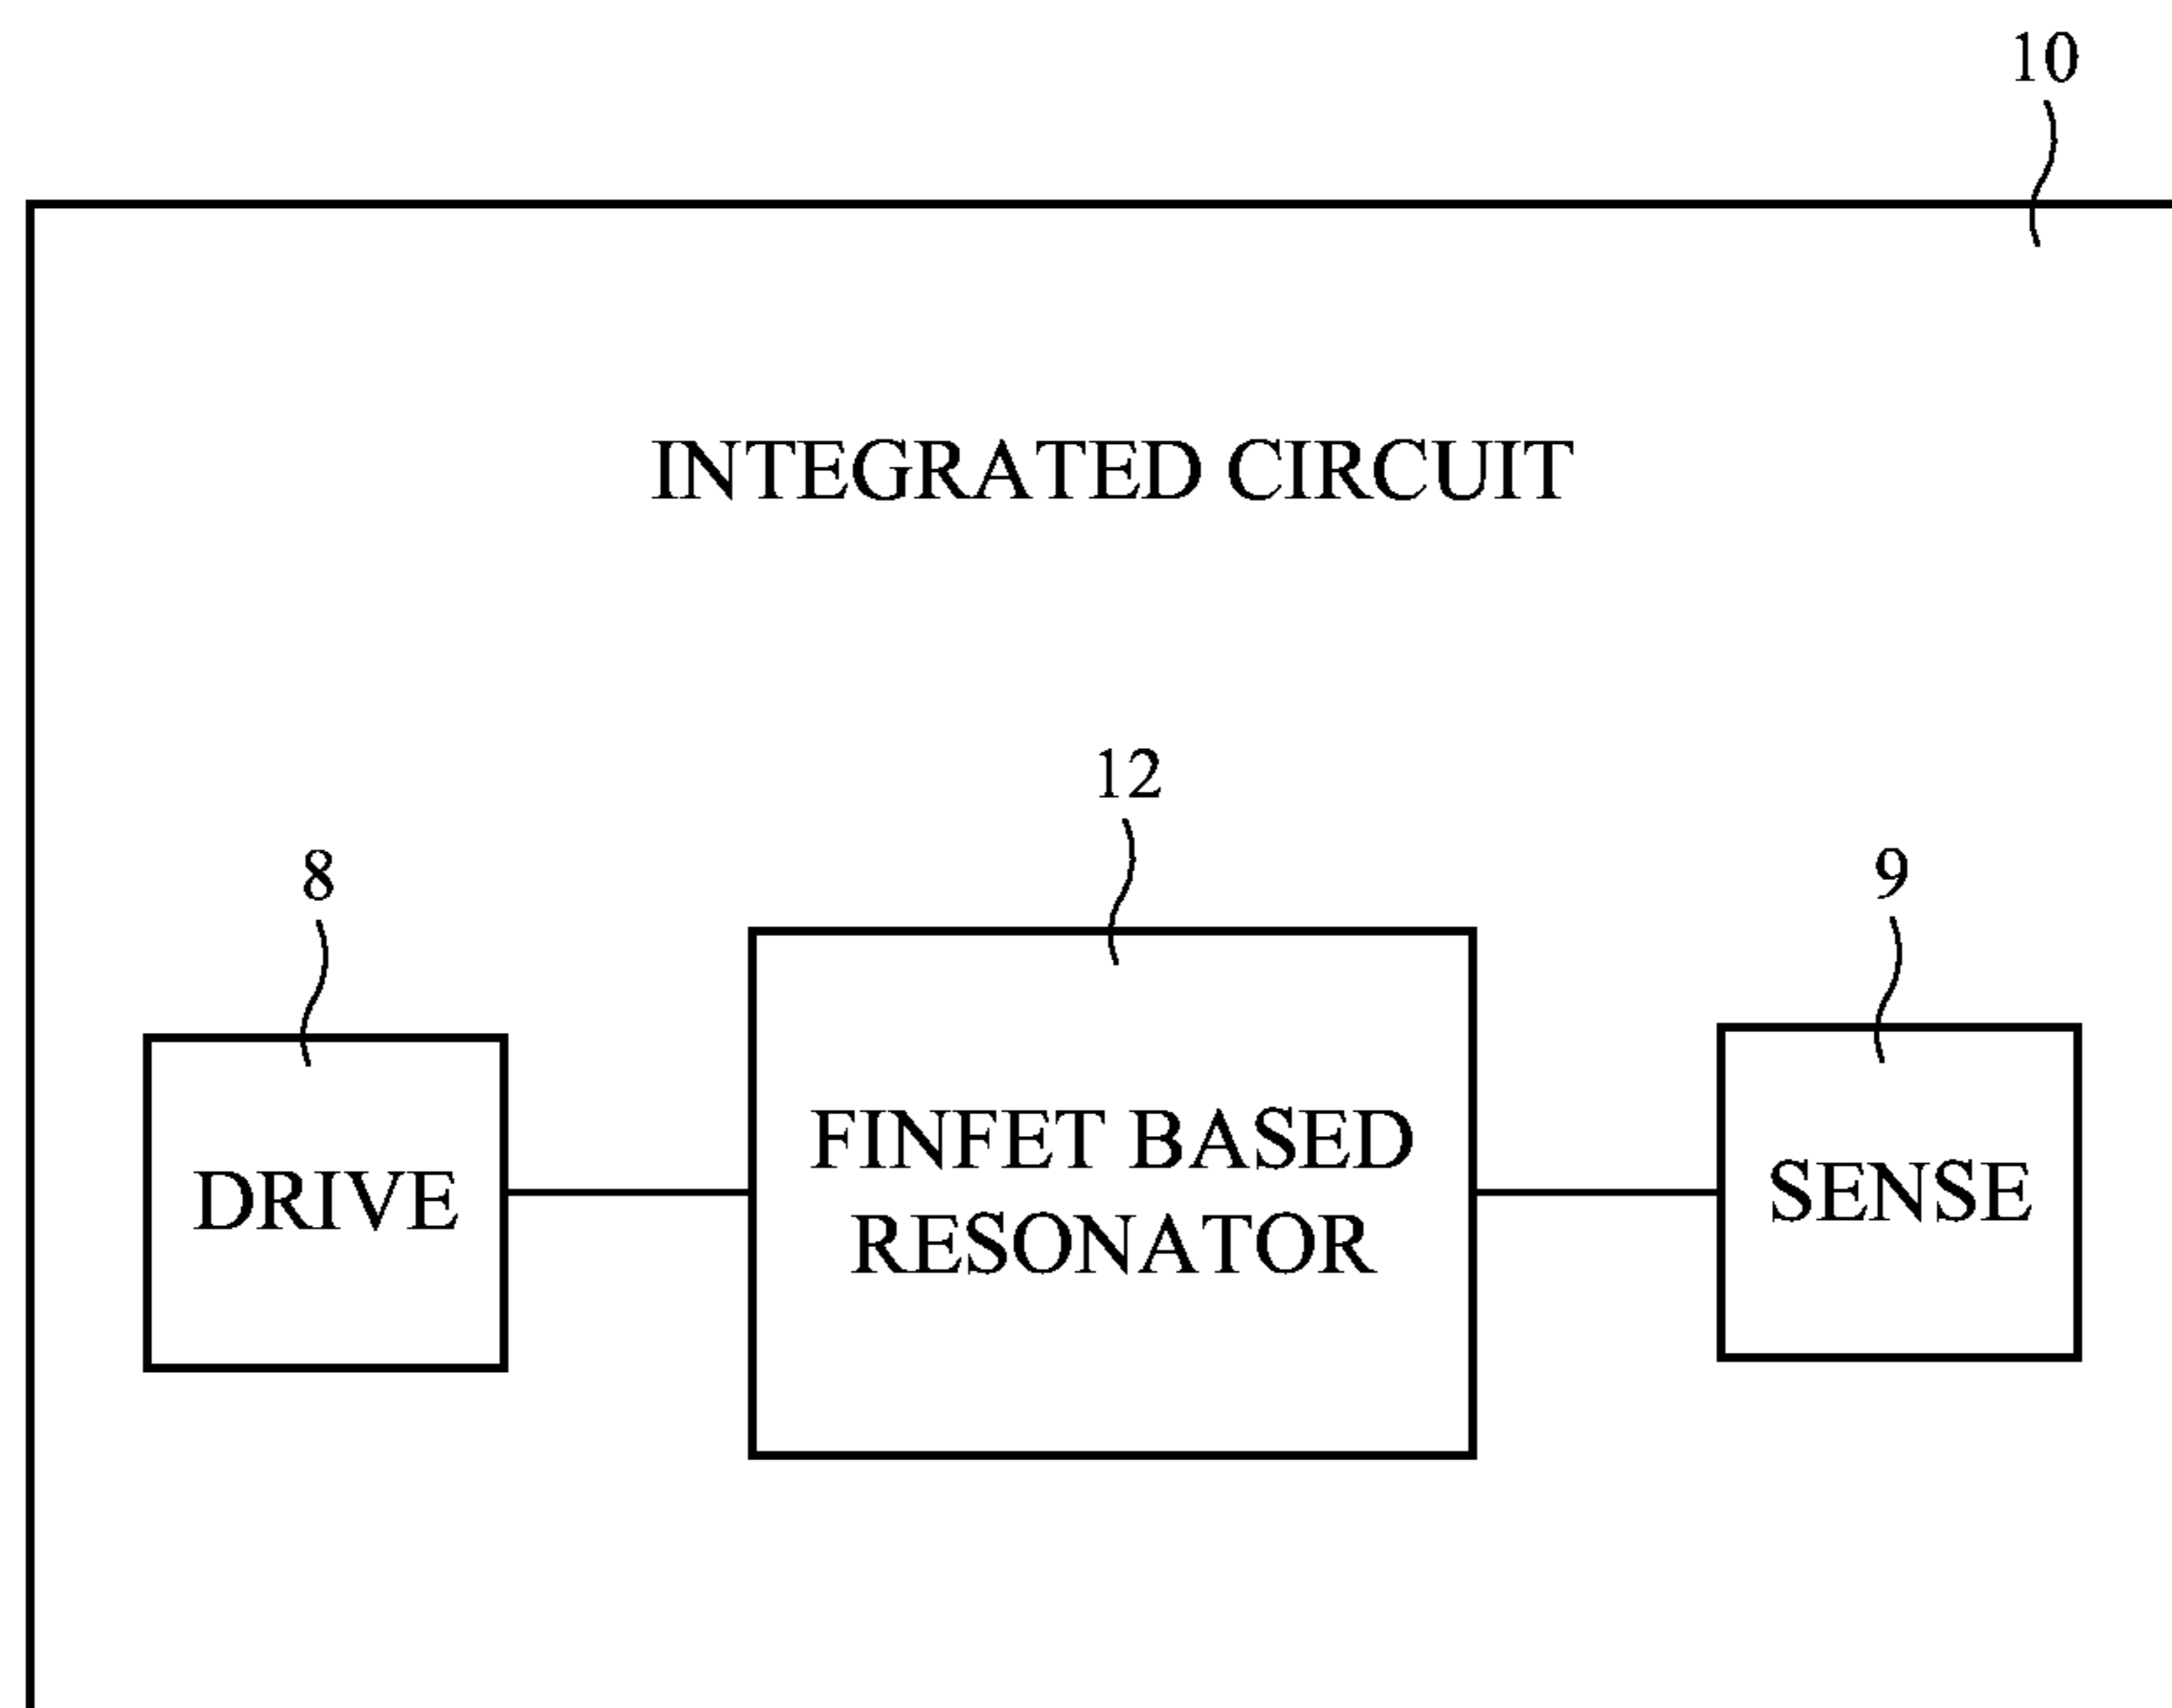 10
INTEGRATED CIRCUIT
12
8
9
FINFET BASED
RESONATOR
DRIVE
SENSE